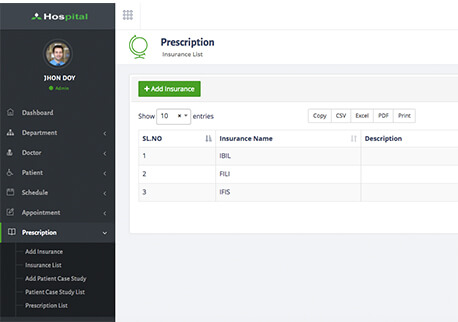 Hospital
JHON DOY
Admin
Dashboard
Department
Doctor
Patient
Schedule
Appointment
Prescription
Add Insurance
Insurance List
Add Patient Case Study
Patient Case Study List
Prescription List
Prescription
Insurance List
+ Add Insurance
Show 10 × entries
Copy CSV Excel PDF Print
SL.NO Insurance Name Description
1 IBIL
2 FILI
3 IFIS